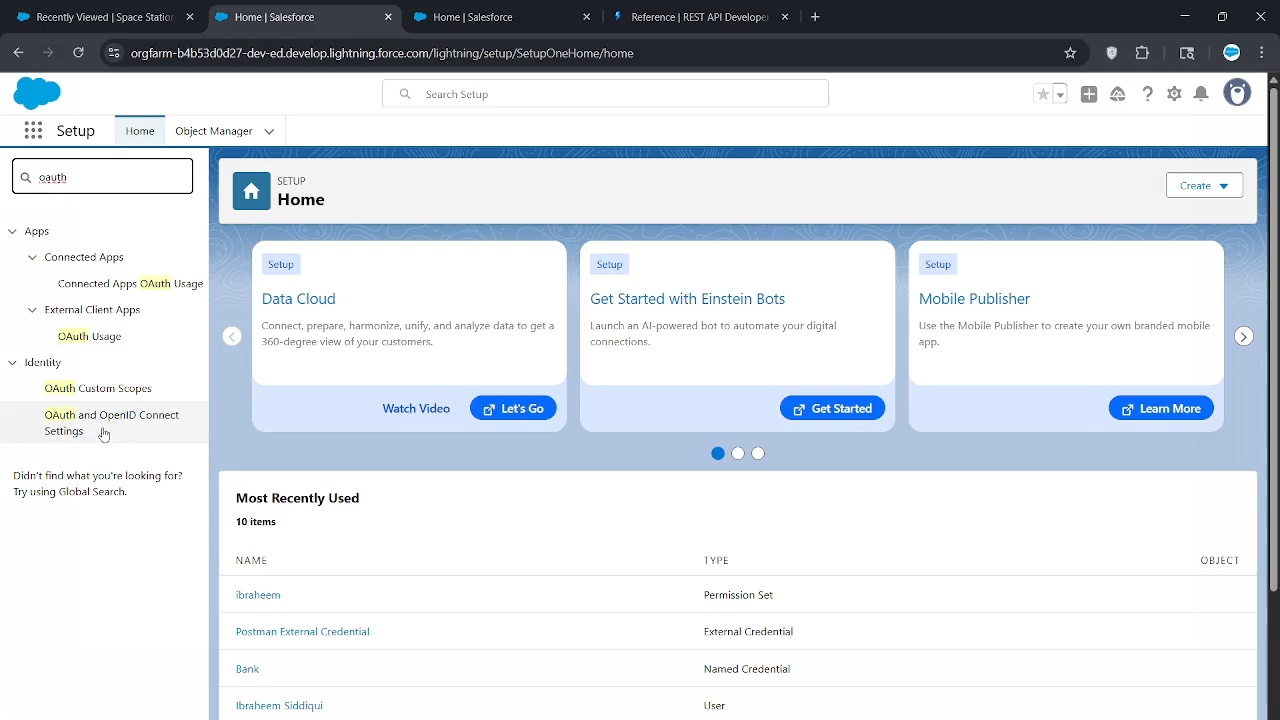 Recently Viewed | Space Station
Home | Salesforce
Home | Salesforce
Reference | REST API Developer
orgfarm-b4b53d0d27-dev-ed.develop.lightning.force.com/lightning/setup/SetupOneHome/home
Search Setup
Setup
Home
Object Manager
oauth
Apps
Connected Apps
Connected Apps OAuth Usage
External Client Apps
OAuth Usage
Identity
OAuth Custom Scopes
OAuth and OpenID Connect
Settings
Didn't find what you're looking for?
Try using Global Search.
SETUP
Home
Create
Setup
Data Cloud
Connect, prepare, harmonize, unify, and analyze data to get a
360-degree view of your customers.
Watch Video
Let's Go
Setup
Get Started with Einstein Bots
Launch an AI-powered bot to automate your digital
connections.
Get Started
Setup
Mobile Publisher
Use the Mobile Publisher to create your own branded mobile
app.
Learn More
Most Recently Used
10 items
NAME
TYPE
OBJECT
ibraheem
Permission Set
Postman External Credential
External Credential
Bank
Named Credential
Ibraheem Siddiqui
User